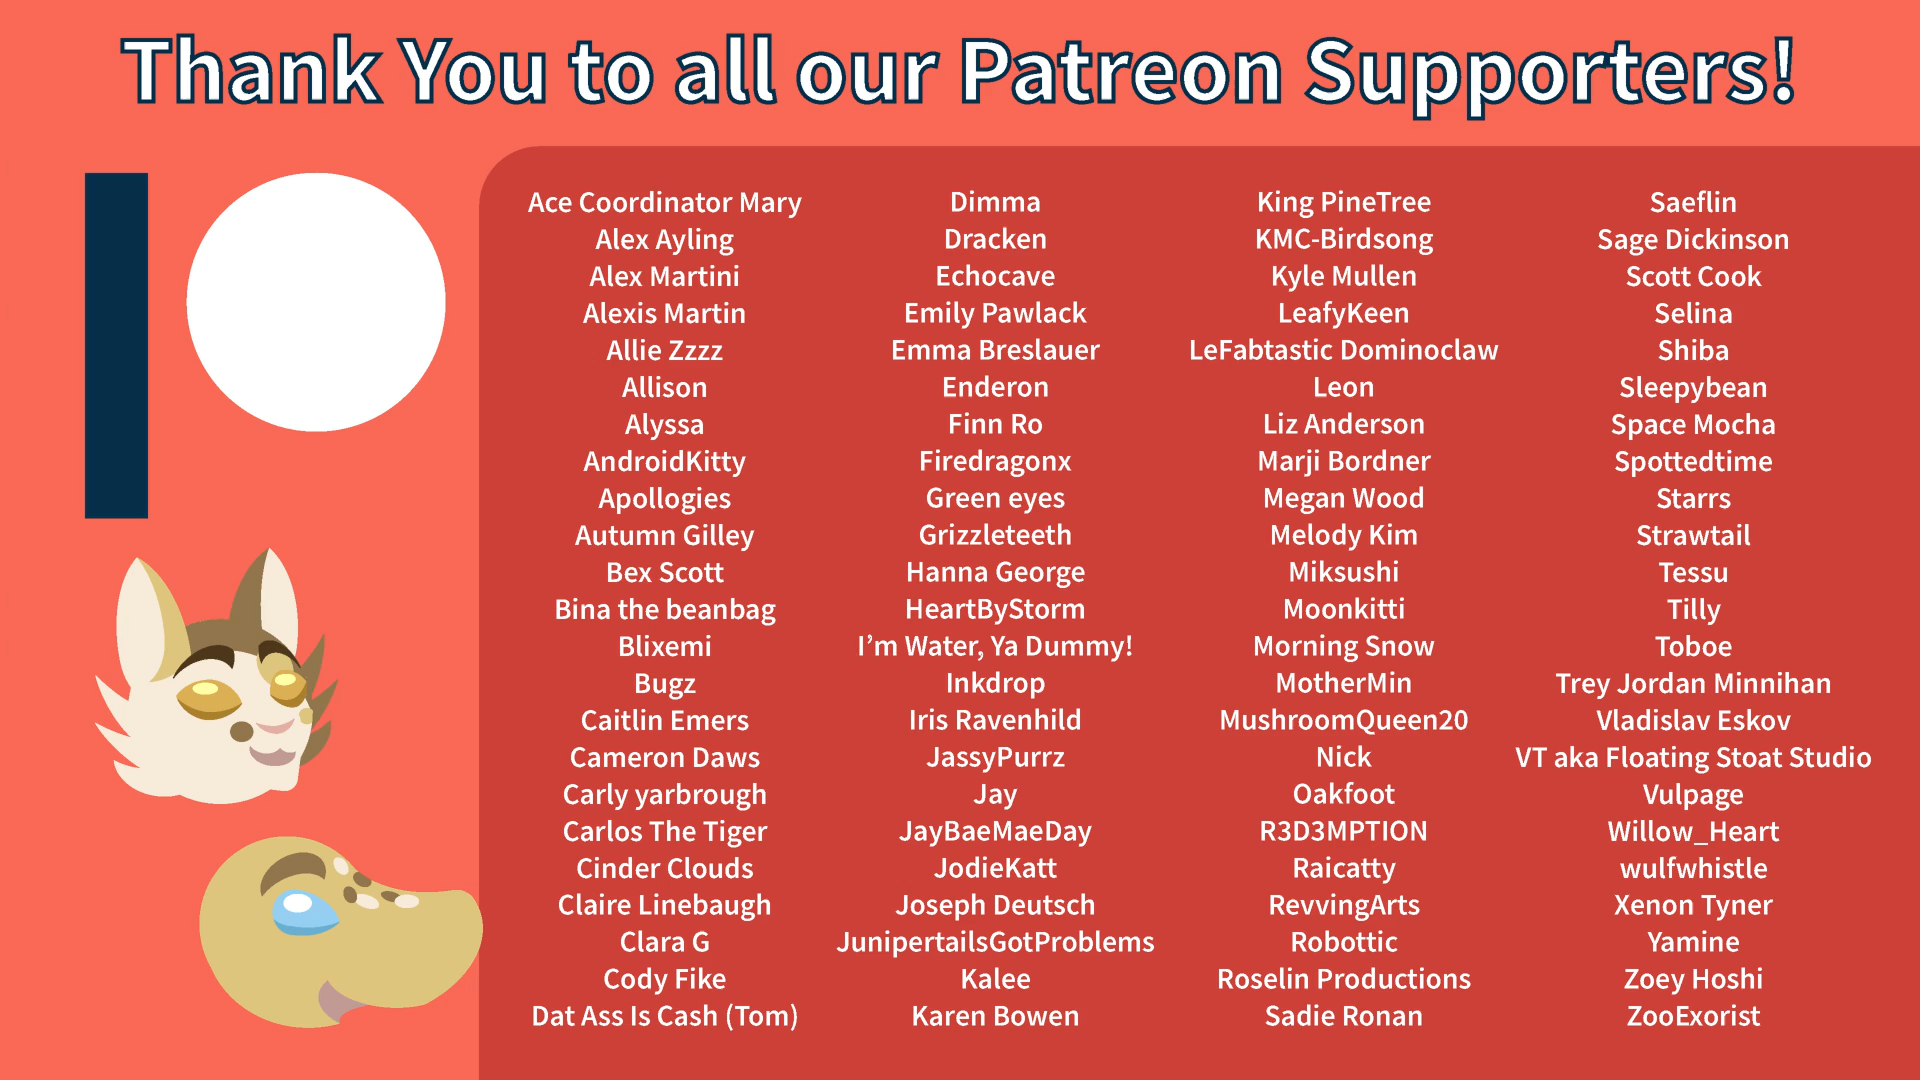 Thank You to all our Patreon Supporters!
Ace Coordinator Mary
Alex Ayling
Alex Martini
Alexis Martin
Allie Zzzz
Allison
Alyssa
AndroidKitty
Apollogies
Autumn Gilley
Bex Scott
Bina the beanbag
Blixemi
Bugz
Caitlin Emers
Cameron Daws
Carly yarbrough
Carlos The Tiger
Cinder Clouds
Claire Linebaugh
Clara G
Cody Fike
Dat Ass Is Cash (Tom)
Dimma
Dracken
Echocave
Emily Pawlack
Emma Breslauer
Enderon
Finn Ro
Firedragonx
Green eyes
Grizzleteeth
Hanna George
HeartByStorm
I’m Water, Ya Dummy!
Inkdrop
Iris Ravenhild
JassyPurrz
Jay
JayBaeMaeDay
JodieKatt
Joseph Deutsch
JunipertailsGotProblems
Kalee
Karen Bowen
King PineTree
KMC-Birdsong
Kyle Mullen
LeafyKeen
LeFabtastic Dominoclaw
Leon
Liz Anderson
Marji Bordner
Megan Wood
Melody Kim
Miksushi
Moonkitti
Morning Snow
MotherMin
MushroomQueen20
Nick
Oakfoot
R3D3MPTION
Raicatty
RevvingArts
Robottic
Roselin Productions
Sadie Ronan
Saeflin
Sage Dickinson
Scott Cook
Selina
Shiba
Sleepybean
Space Mocha
Spottedtime
Starrs
Strawtail
Tessu
Tilly
Toboe
Trey Jordan Minnihan
Vladislav Eskov
VT aka Floating Stoat Studio
Vulpage
Willow_Heart
wulfwhistle
Xenon Tyner
Yamine
Zoey Hoshi
ZooExorist